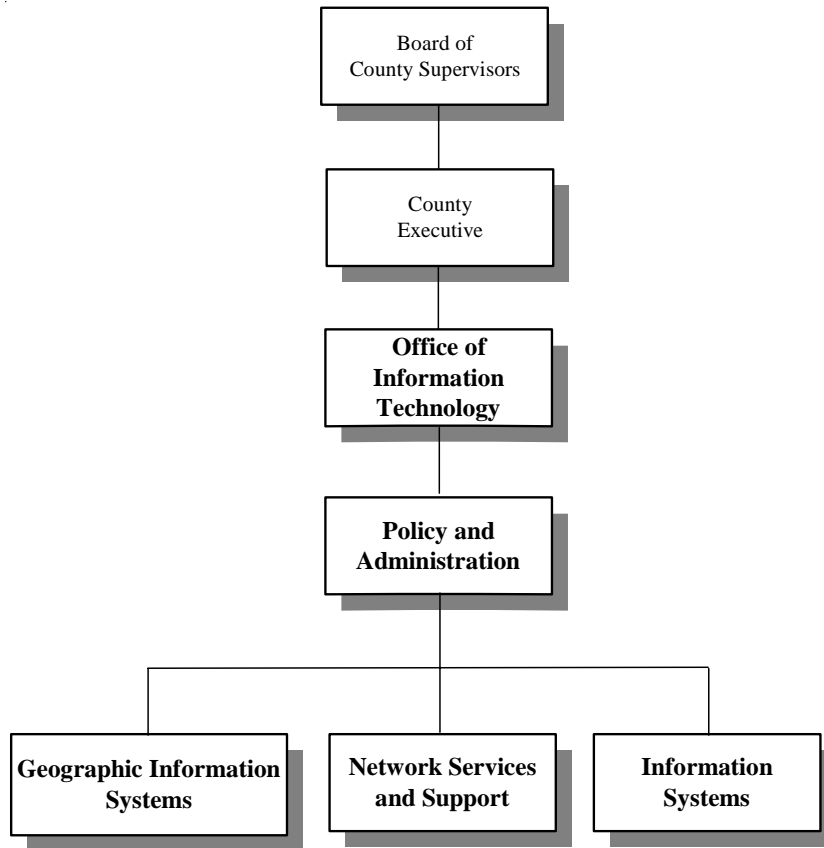 Board of
County Supervisors
County
Executive
Office of
Information
Technology
Policy and
Administration
Geographic Information
Systems
Network Services
and Support
Information
Systems